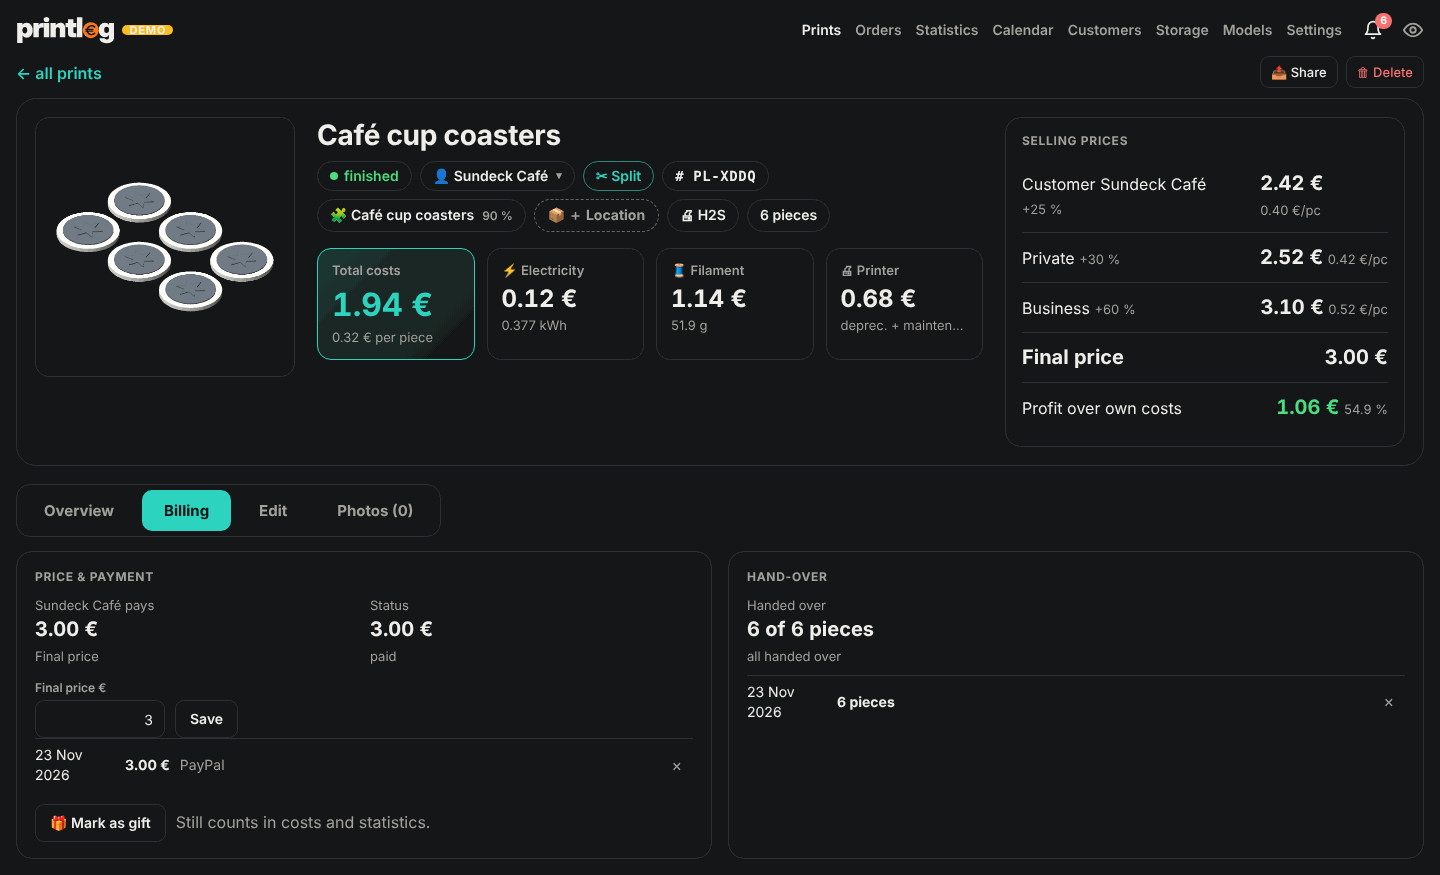 printlog DEMO
Prints Orders Statistics Calendar Customers Storage Models Settings 6
← all prints
Share Delete
Café cup coasters
finished Sundeck Café ▾ ✂ Split # PL-XDDQ
Café cup coasters 90 % + Location H2S 6 pieces
Total costs
1.94 €
0.32 € per piece
Electricity
0.12 €
0.377 kWh
Filament
1.14 €
51.9 g
Printer
0.68 €
deprec. + mainten...
SELLING PRICES
Customer Sundeck Café 2.42 €
+25 % 0.40 €/pc
Private +30 % 2.52 € 0.42 €/pc
Business +60 % 3.10 € 0.52 €/pc
Final price 3.00 €
Profit over own costs 1.06 € 54.9 %
Overview Billing Edit Photos (0)
PRICE & PAYMENT
Sundeck Café pays
3.00 €
Final price
Status
3.00 €
paid
Final price €
3 Save
23 Nov
2026
3.00 € PayPal ×
Mark as gift Still counts in costs and statistics.
HAND-OVER
Handed over
6 of 6 pieces
all handed over
23 Nov
2026
6 pieces ×